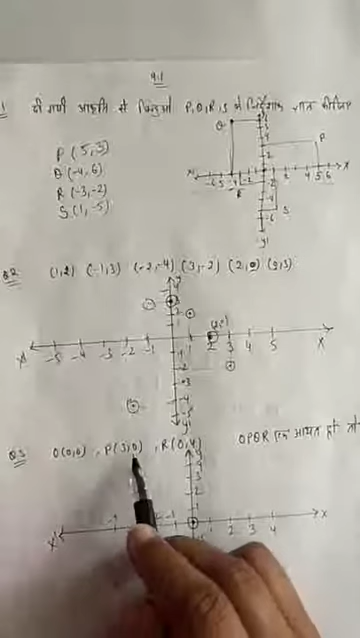 9.1
1 दी गयी आकृति से बिन्दुओं P, Q, R, S के निर्देशांक ज्ञात कीजिए
P (5, 3)
Q (-4, 6)
R (-3, -2)
S (1, -5)
Q2 (1,2) (-1,3) (-2,-4) (3,-2) (2,0) (0,3)
Q3 O(0,0) , P(3,0) , R(0,4) OPQR एक आयत हो तो